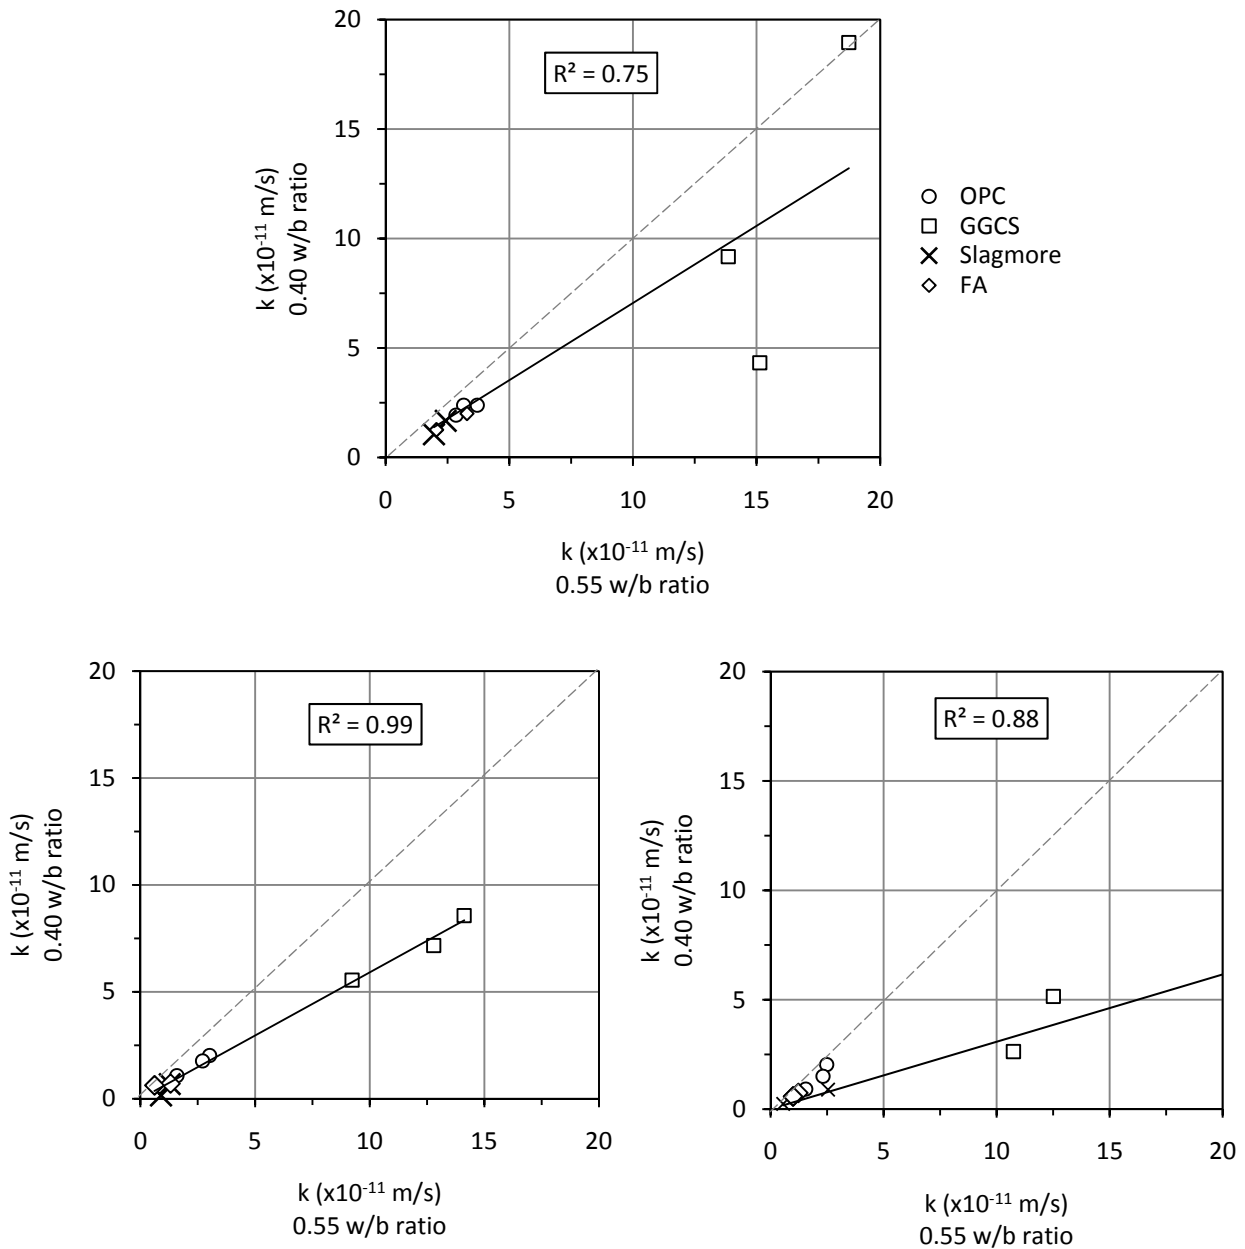 20
15
10
5
0
R² = 0.75
k (x10⁻¹¹ m/s)
0.40 w/b ratio
0 5 10 15 20
k (x10⁻¹¹ m/s)
0.55 w/b ratio
OPC
GGCS
Slagmore
FA
20
15
10
5
0
R² = 0.99
k (x10⁻¹¹ m/s)
0.40 w/b ratio
0 5 10 15 20
k (x10⁻¹¹ m/s)
0.55 w/b ratio
20
15
10
5
0
R² = 0.88
k (x10⁻¹¹ m/s)
0.40 w/b ratio
0 5 10 15 20
k (x10⁻¹¹ m/s)
0.55 w/b ratio